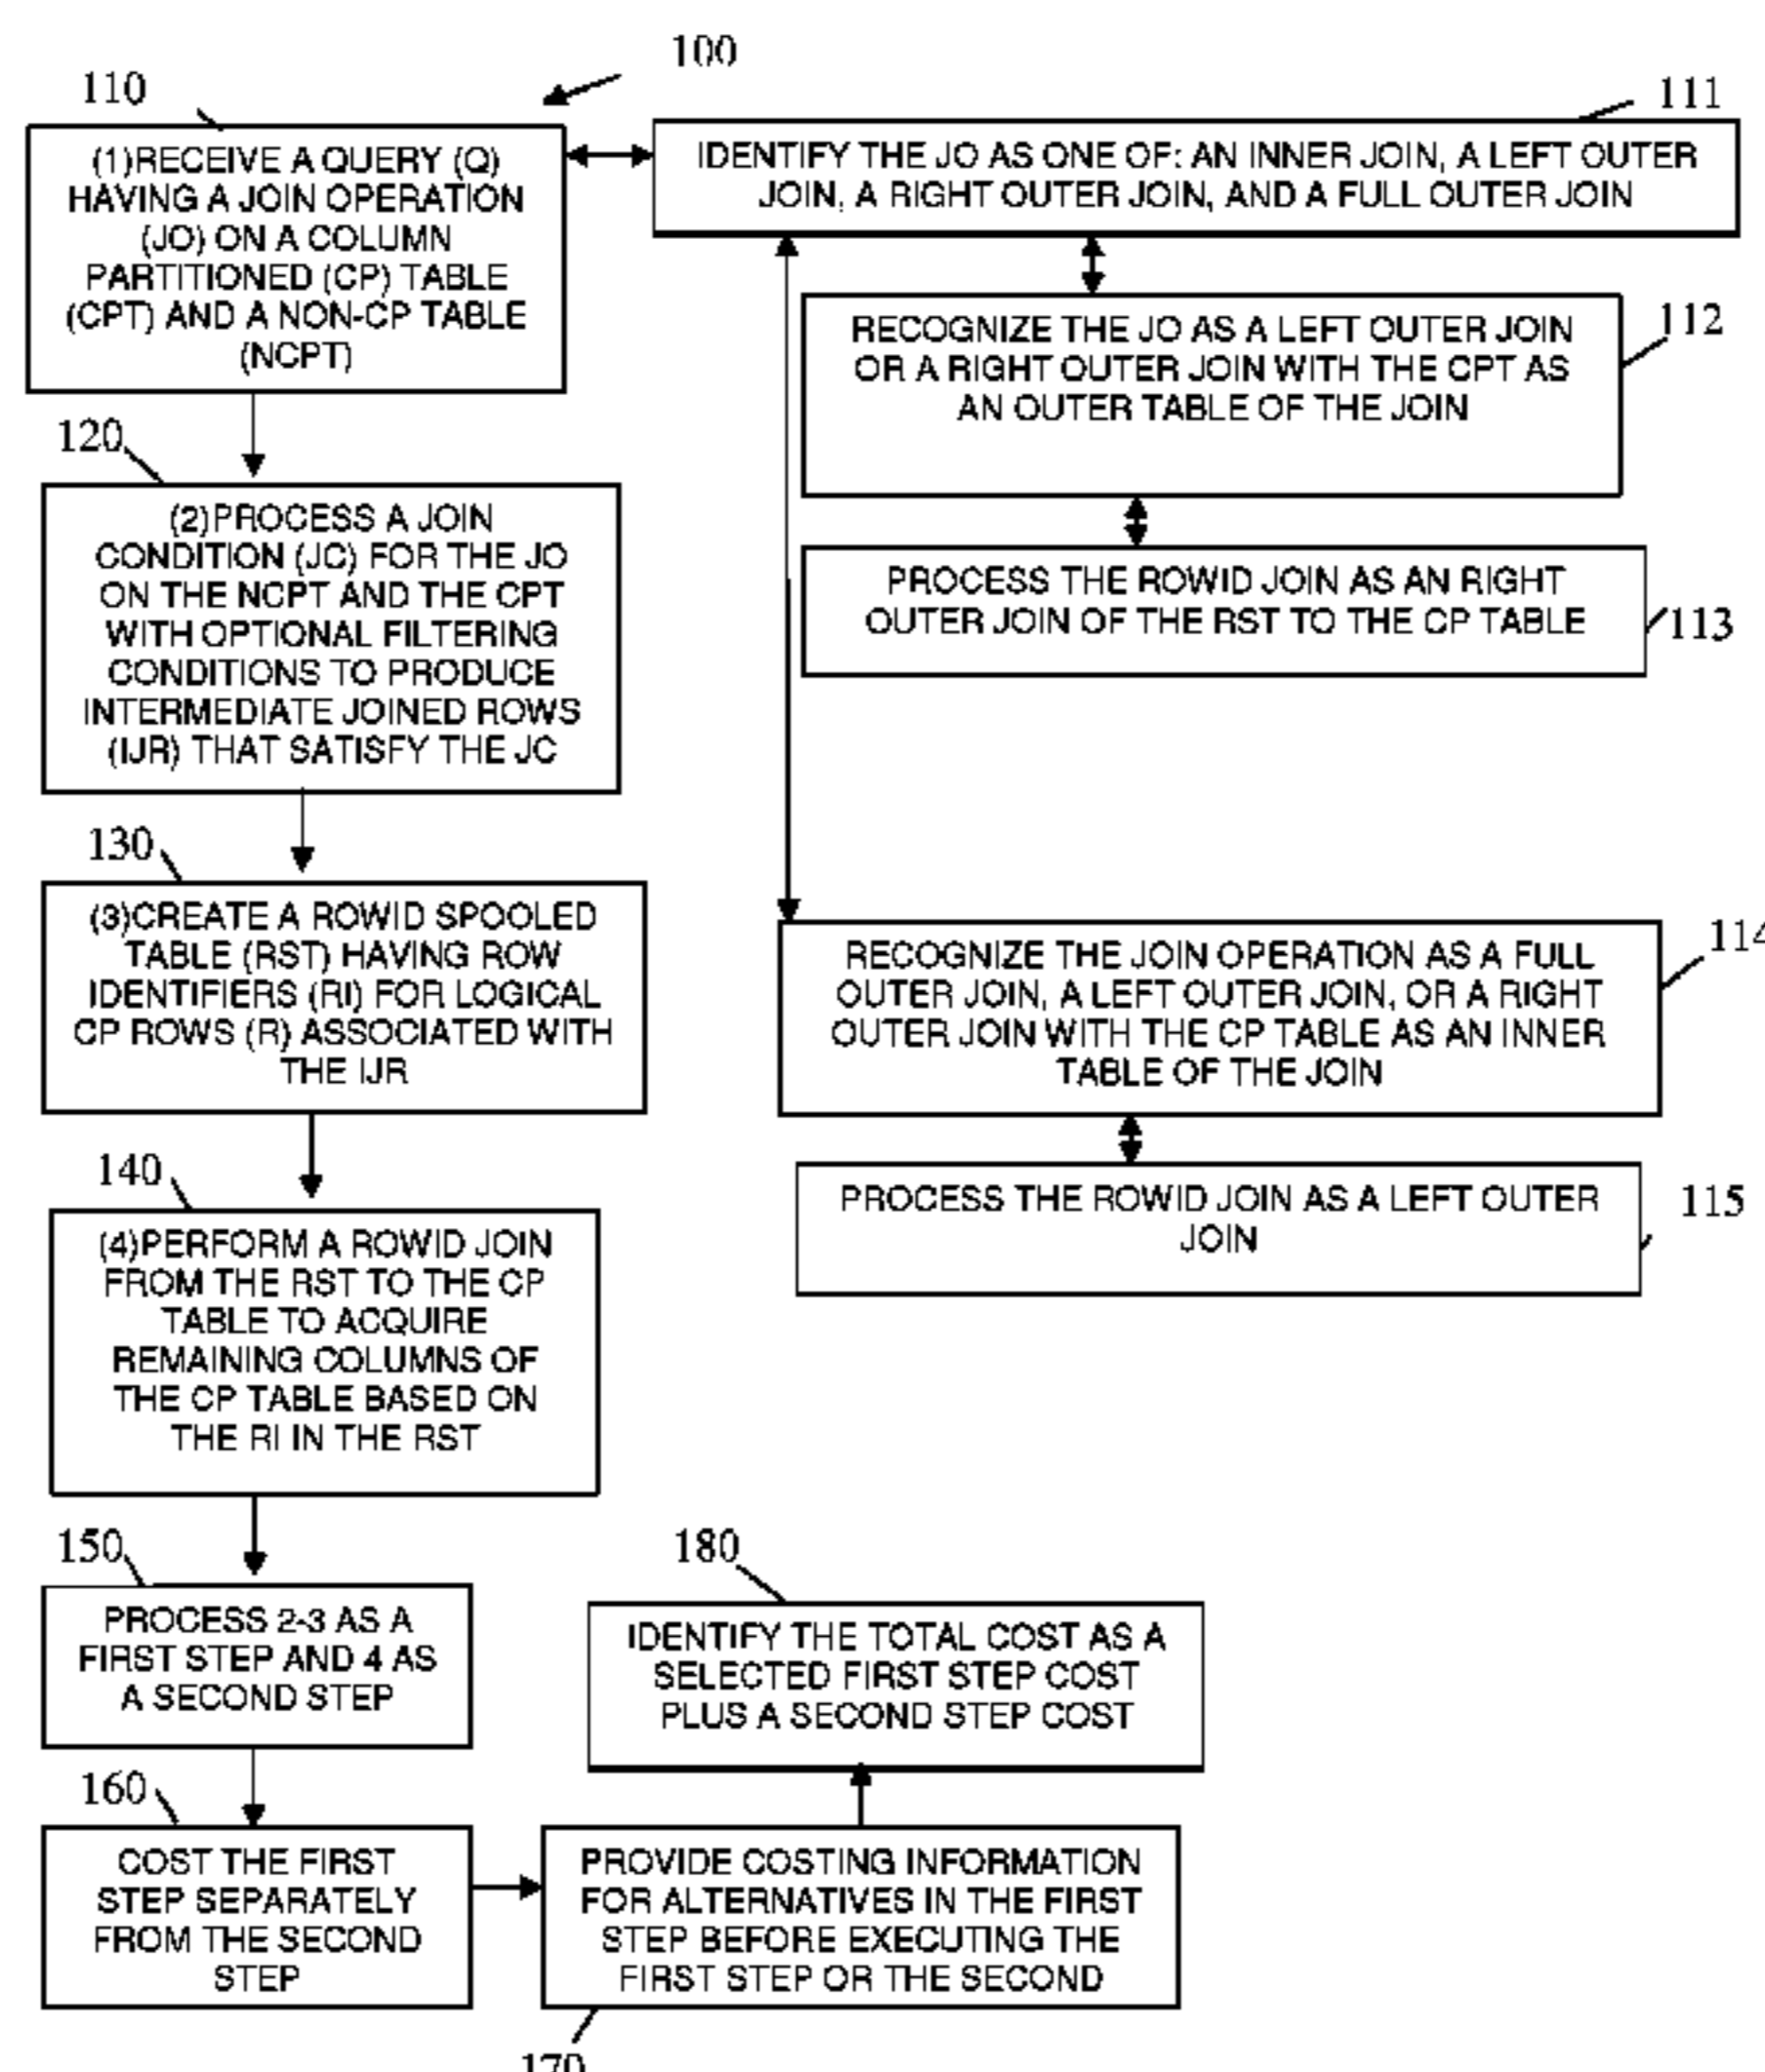 100
110
(1)RECEIVE A QUERY (Q)
HAVING A JOIN OPERATION
(JO) ON A COLUMN
PARTITIONED (CP) TABLE
(CPT) AND A NON-CP TABLE
(NCPT)
111
IDENTIFY THE JO AS ONE OF: AN INNER JOIN, A LEFT OUTER
JOIN, A RIGHT OUTER JOIN, AND A FULL OUTER JOIN
112
RECOGNIZE THE JO AS A LEFT OUTER JOIN
OR A RIGHT OUTER JOIN WITH THE CPT AS
AN OUTER TABLE OF THE JOIN
113
PROCESS THE ROWID JOIN AS AN RIGHT
OUTER JOIN OF THE RST TO THE CP TABLE
114
RECOGNIZE THE JOIN OPERATION AS A FULL
OUTER JOIN, A LEFT OUTER JOIN, OR A RIGHT
OUTER JOIN WITH THE CP TABLE AS AN INNER
TABLE OF THE JOIN
115
PROCESS THE ROWID JOIN AS A LEFT OUTER
JOIN
120
(2)PROCESS A JOIN
CONDITION (JC) FOR THE JO
ON THE NCPT AND THE CPT
WITH OPTIONAL FILTERING
CONDITIONS TO PRODUCE
INTERMEDIATE JOINED ROWS
(IJR) THAT SATISFY THE JC
130
(3)CREATE A ROWID SPOOLED
TABLE (RST) HAVING ROW
IDENTIFIERS (RI) FOR LOGICAL
CP ROWS (R) ASSOCIATED WITH
THE IJR
140
(4)PERFORM A ROWID JOIN
FROM THE RST TO THE CP
TABLE TO ACQUIRE
REMAINING COLUMNS OF
THE CP TABLE BASED ON
THE RI IN THE RST
150
PROCESS 2-3 AS A
FIRST STEP AND 4 AS
A SECOND STEP
160
COST THE FIRST
STEP SEPARATELY
FROM THE SECOND
STEP
180
IDENTIFY THE TOTAL COST AS A
SELECTED FIRST STEP COST
PLUS A SECOND STEP COST
PROVIDE COSTING INFORMATION
FOR ALTERNATIVES IN THE FIRST
STEP BEFORE EXECUTING THE
FIRST STEP OR THE SECOND
170